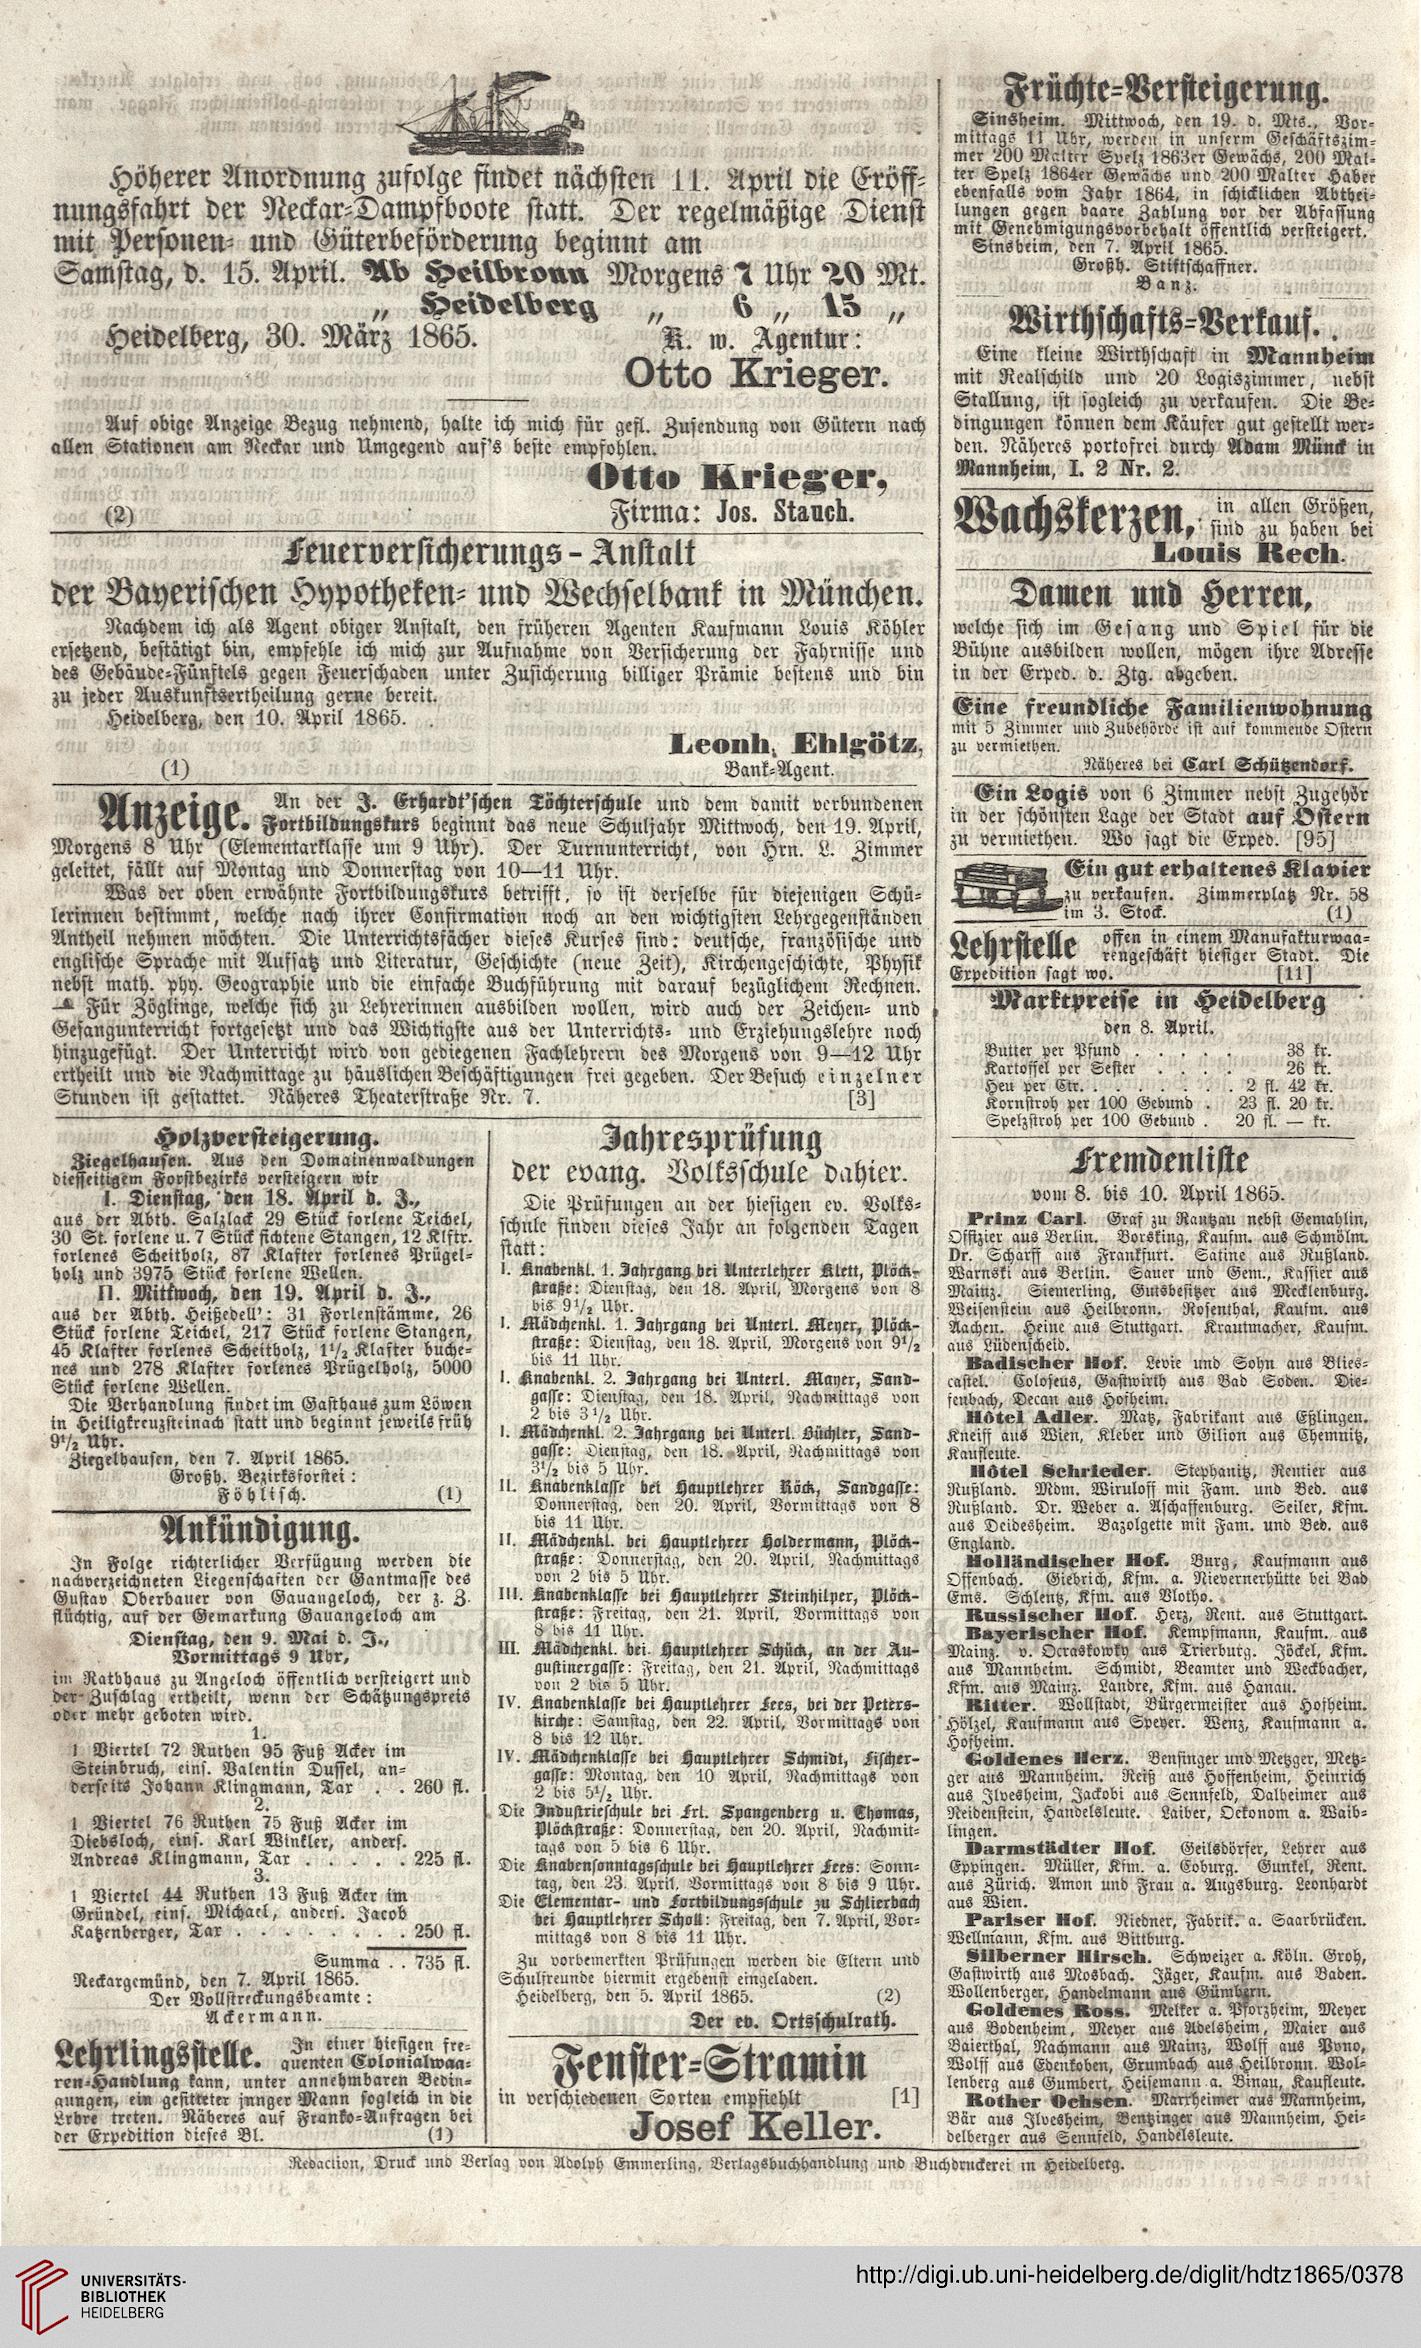 Höherer Anordnung zufolge findet nächsten 11. April die Eröff-
nungsfahrt der Neckar-Dampfboote statt. Der regelmäßige Dienst
mit Personen- und Güterbeförderung beginnt am
Samstag, d. 15. April. Ab Heilbronn Morgens 7 Uhr 20 Mt.
„ Heidelberg „ 6 „ 15 „
Heidelberg, 30. März 1865. K. w. Agentur:
Otto Krieger.
Auf obige Anzeige Bezug nehmend, halte ich mich für gefl. Zusendung von Gütern nach
allen Stationen am Neckar und Umgegend auf's beste empfohlen.
Otto Krieger,
(2) Firma: Jos. Stauch.
Feuerversicherungs-Anstalt
der Bayerischen Hypotheken- und Wechselbank in München.
Nachdem ich als Agent obiger Anstalt, den früheren Agenten Kaufmann Louis Köhler
ersetzend, bestätigt bin, empfehle ich mich zur Aufnahme von Versicherung der Fahrnisse und
des Gebäude-Fünftels gegen Feuerschaden unter Zusicherung billiger Prämie bestens und bin
zu jeder Auskunftsertheilung gerne bereit.
Heidelberg, den 10. April 1865.
Leonh. Ehlgötz,
(1) Bank-Agent.
Anzeige. An der J. Erhardt'schen Töchterschule und dem damit verbundenen
Fortbildungskurs beginnt das neue Schuljahr Mittwoch, den 19. April,
Morgens 8 Uhr (Elementarklasse um 9 Uhr). Der Turnunterricht, von Hrn. L. Zimmer
geleitet, fällt auf Montag und Donnerstag von 10—11 Uhr.
Was der oben erwähnte Fortbildungskurs betrifft, so ist derselbe für diejenigen Schü-
lerinnen bestimmt, welche nach ihrer Confirmation noch an den wichtigsten Lehrgegenständen
Antheil nehmen möchten. Die Unterrichtsfächer dieses Kurses sind: deutsche, französische und
englische Sprache mit Aufsatz und Literatur, Geschichte (neue Zeit), Kirchengeschichte, Physik
nebst math. phy. Geographie und die einfache Buchführung mit darauf bezüglichem Rechnen.
— Für Zöglinge, welche sich zu Lehrerinnen ausbilden wollen, wird auch der Zeichen- und
Gesangunterricht fortgesetzt und das Wichtigste aus der Unterrichts- und Erziehungslehre noch
hinzugefügt. Der Unterricht wird von gediegenen Fachlehrern des Morgens von 9—12 Uhr
ertheilt und die Nachmittage zu häuslichen Beschäftigungen frei gegeben. Der Besuch einzelner
Stunden ist gestattet. Näheres Theaterstraße Nr. 7. [3]
Holzversteigerung.
Ziegelhausen. Aus den Domainenwaldungen
diesseitigem Forstbezirks versteigern wir
I. Dienstag, den 18. April d. J.,
aus der Abth. Salzlack 29 Stück forlene Teichel,
30 St. forlene u. 7 Stück fichtene Stangen, 12 Klftr.
forlenes Scheitholz, 87 Klafter forlenes Prügel-
holz und 3975 Stück forlene Wellen.
II. Mittwoch, den 19. April d. J.,
aus der Abth. Heißedell': 31 Forlenstämme, 26
Stück forlene Teichel, 217 Stück forlene Stangen,
45 Klafter forlenes Scheitholz, 1½ Klafter buche-
nes und 278 Klafter forlenes Prügelholz, 5000
Stück forlene Wellen.
Die Verhandlung findet im Gasthaus zum Löwen
in Heiligkreuzsteinach statt und beginnt jeweils früh
9½ Uhr.
Ziegelhausen, den 7. April 1865.
Großh. Bezirksforstei:
Föhlisch. (1)
Ankündigung.
In Folge richterlicher Verfügung werden die
nachverzeichneten Liegenschaften der Gantmasse des
Gustav Oberbauer von Gauangeloch, der z. Z.
flüchtig, auf der Gemarkung Gauangeloch am
Dienstag, den 9. Mai d. J.,
Vormittags 9 Uhr,
im Rathhaus zu Angeloch öffentlich versteigert und
der Zuschlag ertheilt, wenn der Schätzungspreis
oder mehr geboten wird.
1.
1 Viertel 72 Ruthen 95 Fuß Acker im
Steinbruch, eins. Valentin Dussel, an-
derseits Johann Klingmann, Tax . . 260 fl.
2.
1 Viertel 76 Ruthen 75 Fuß Acker im
Diebsloch, eins. Karl Winkler, anders.
Andreas Klingmann, Tax . . . . . 225 fl.
3.
1 Viertel 44 Ruthen 13 Fuß Acker im
Gründel, eins. Michael, anders. Jacob
Katzenberger, Tax . . . . . . . . 250 fl.
Summa . . 735 fl.
Neckargemünd, den 7. April 1865.
Der Vollstreckungsbeamte:
Ackermann.
Lehrlingsstelle. In einer hiesigen fre-
quenten Colonialwaa-
ren-Handlung kann, unter annehmbaren Bedin-
gungen, ein gesitteter junger Mann sogleich in die
Lehre treten. Näheres auf Franko-Anfragen bei
der Expedition dieses Bl. (1)
Jahresprüfung
der evang. Volksschule dahier.
Die Prüfungen an der hiesigen ev. Volks-
schule finden dieses Jahr an folgenden Tagen
statt:
I. Knabenkl. 1. Jahrgang bei Unterlehrer Klett, Plöck-
straße: Dienstag, den 18. April, Morgens von 8
bis 9½ Uhr.
I. Mädchenkl. 1. Jahrgang bei Unterl. Meyer, Plöck-
straße: Dienstag, den 18. April, Morgens von 9½
bis 11 Uhr.
I. Knabenkl. 2. Jahrgang bei Unterl. Mayer, Sand-
gasse: Dienstag, den 18. April, Nachmittags von
2 bis 3½ Uhr.
I. Mädchenkl. 2. Jahrgang bei Unterl. Büchler, Sand-
gasse: Dienstag, den 18. April, Nachmittags von
3½ bis 5 Uhr.
II. Knabenklasse bei Hauptlehrer Röck, Sandgasse:
Donnerstag, den 20. April, Vormittags von 8
bis 11 Uhr.
II. Mädchenkl. bei Hauptlehrer Holdermann, Plöck-
straße: Donnerstag, den 20. April, Nachmittags
von 2 bis 5 Uhr.
III. Knabenklasse bei Hauptlehrer Steinhilper, Plöck-
straße: Freitag, den 21. April, Vormittags von
8 bis 11 Uhr.
III. Mädchenkl. bei Hauptlehrer Schück, an der Au-
gustinergasse: Freitag, den 21. April, Nachmittags
von 2 bis 5 Uhr.
IV. Knabenklasse bei Hauptlehrer Fees, bei der Peters-
kirche: Samstag, den 22. April, Vormittags von
8 bis 12 Uhr.
IV. Mädchenklasse bei Hauptlehrer Schmidt, Fischer-
gasse: Montag, den 10 April, Nachmittags von
2 bis 5½ Uhr.
Die Industrieschule bei Frl. Spangenberg u. Thomas,
Plöckstraße: Donnerstag, den 20. April, Nachmit-
tags von 5 bis 6 Uhr.
Die Knabensonntagsschule bei Hauptlehrer Fees: Sonn-
tag, den 23. April, Vormittags von 8 bis 9 Uhr.
Die Elementar- und Fortbildungsschule zu Schlierbach
bei Hauptlehrer Scholl: Freitag, den 7. April, Vor-
mittags von 8 bis 11 Uhr.
Zu vorbemerkten Prüfungen werden die Eltern und
Schulfreunde hiermit ergebenst eingeladen.
Heidelberg, den 5. April 1865. (2)
Der ev. Ortsschulrath.
Fenster-Stramin
in verschiedenen Sorten empfiehlt [1]
Josef Keller.
Früchte-Versteigerung.
Sinsheim. Mittwoch, den 19. d. Mts., Vor-
mittags 11 Uhr, werden in unserm Geschäftszim-
mer 200 Malter Spelz 1863er Gewächs, 200 Mal-
ter Spelz 1864er Gewächs und 200 Malter Haber
ebenfalls vom Jahr 1864, in schicklichen Abthei-
lungen gegen baare Zahlung vor der Abfassung
mit Genehmigungsvorbehalt öffentlich versteigert.
Sinsheim, den 7. April 1865.
Großh. Stiftschaffner.
Banz.
Wirthschafts-Verkauf.
Eine kleine Wirthschaft in Mannheim
mit Realschild und 20 Logiszimmer, nebst
Stallung, ist sogleich zu verkaufen. Die Be-
dingungen können dem Käufer gut gestellt wer-
den. Näheres portofrei durch Adam Münck in
Mannheim, I. 2 Nr. 2.
Wachskerzen, in allen Größen,
sind zu haben bei
Louis Rech.
Damen und Herren,
welche sich im Gesang und Spiel für die
Bühne ausbilden wollen, mögen ihre Adresse
in der Exped. d. Ztg. abgeben.
Eine freundliche Familienwohnung
mit 5 Zimmer und Zubehörde ist auf kommende Ostern
zu vermiethen.
Näheres bei Carl Schützendorf.
Ein Logis von 6 Zimmer nebst Zugehör
in der schönsten Lage der Stadt auf Ostern
zu vermiethen. Wo sagt die Exped. [95]
Ein gut erhaltenes Klavier
zu verkaufen. Zimmerplatz Nr. 58
im 3. Stock. (1)
Lehrstelle offen in einem Manufakturwaa-
rengeschäft hiesiger Stadt. Die
Expedition sagt wo. [11]
Marktpreise in Heidelberg
den 8. April.
Butter per Pfund . . . . . 38 kr.
Kartoffel per Sester . . . . 26 kr.
Heu per Ctr. . . . . . . . 2 fl. 42 kr.
Kornstroh per 100 Gebund . 23 fl. 20 kr.
Spelzstroh per 100 Gebund . 20 fl. — kr.
Fremdenliste
vom 8. bis 10. April 1865.
Prinz Carl. Graf zu Rantzau nebst Gemahlin,
Offizier aus Berlin. Borsking, Kaufm. aus Schmölm.
Dr. Scharff aus Frankfurt. Satine aus Rußland.
Warnski aus Berlin. Sauer und Gem., Kassier aus
Mainz. Siemerling, Gutsbesitzer aus Mecklenburg.
Weisenstein aus Heilbronn. Rosenthal, Kaufm. aus
Aachen. Heine aus Stuttgart. Krautmacher, Kaufm.
aus Lüdenscheid.
Badischer Hof. Levie und Sohn aus Blies-
castel. Coloseus, Gastwirth aus Bad Soden. Die-
fenbach, Decan aus Hofheim.
Hôtel Adler. Matz, Fabrikant aus Eßlingen.
Kneiff aus Wien, Kleber und Gilion aus Chemnitz,
Kaufleute.
Hôtel Schrieder. Stephanitz, Rentier aus
Rußland. Mdm. Wiruloff mit Fam. und Bed. aus
Rußland. Dr. Weber a. Aschaffenburg. Seiler, Kfm.
aus Deidesheim. Bazolgette mit Fam. und Bed. aus
England.
Holländischer Hof. Burg, Kaufmann aus
Offenbach. Giebrich, Kfm. a. Nievernerhütte bei Bad
Ems. Schlentz, Kfm. aus Vlotho.
Russischer Hof. Herz, Rent. aus Stuttgart.
Bayerischer Hof. Kempfmann, Kaufm. aus
Mainz. v. Ocraskowky aus Trierburg. Jöckel, Kfm.
aus Mannheim. Schmidt, Beamter und Weckbacher,
Kfm. aus Mainz. Landre, Kfm. aus Hanau.
Ritter. Wollstadt, Bürgermeister aus Hofheim.
Hölzel, Kaufmann aus Speyer. Wenz, Kaufmann a.
Hofheim.
Goldenes Herz. Bensinger und Metzger, Metz-
ger aus Mannheim. Reiß aus Hoffenheim, Heinrich
aus Ilvesheim, Jackobi aus Sennfeld, Dalheimer aus
Neidenstein, Handelsleute. Laiber, Oekonom a. Waib-
lingen.
Darmstädter Hof. Geilsdörfer, Lehrer aus
Eppingen. Müller, Kfm. a. Coburg. Gunkel, Rent.
aus Zürich. Amon und Frau a. Augsburg. Leonhardt
aus Wien.
Pariser Hof. Riedner, Fabrik. a. Saarbrücken.
Wellmann, Kfm. aus Bittburg.
Silberner Hirsch. Schweizer a. Köln. Groh,
Gastwirth aus Mosbach. Jäger, Kaufm. aus Baden.
Wollenberger, Handelmann aus Gümbern.
Goldenes Ross. Melker a. Pforzheim, Meyer
aus Bodenheim, Meyer aus Adelsheim, Maier aus
Baierthal, Nachmann aus Mainz, Wolff aus Pyno,
Wolff aus Edenkoben, Grumbach aus Heilbronn. Wol-
lenberg aus Gumbert, Heisemann a. Binau, Kaufleute.
Rother Ochsen. Marxheimer aus Mannheim,
Bär aus Ilvesheim, Bentzinger aus Mannheim, Hei-
delberger aus Sennfeld, Handelsleute.
Redaction, Druck und Verlag von Adolph Emmerling, Verlagsbuchhandlung und Buchdruckerei in Heidelberg.
UNIVERSITÄTS-
BIBLIOTHEK
HEIDELBERG
http://digi.ub.uni-heidelberg.de/diglit/hdtz1865/0378